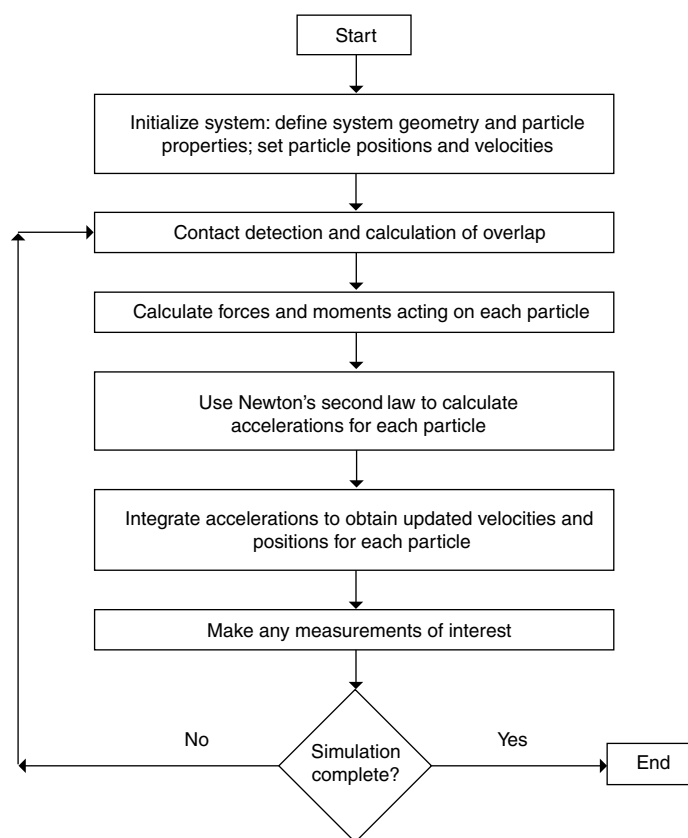 Start
Initialize system: define system geometry and particle
properties; set particle positions and velocities
Contact detection and calculation of overlap
Calculate forces and moments acting on each particle
Use Newton's second law to calculate
accelerations for each particle
Integrate accelerations to obtain updated velocities and
positions for each particle
Make any measurements of interest
No
Simulation
complete?
Yes
End